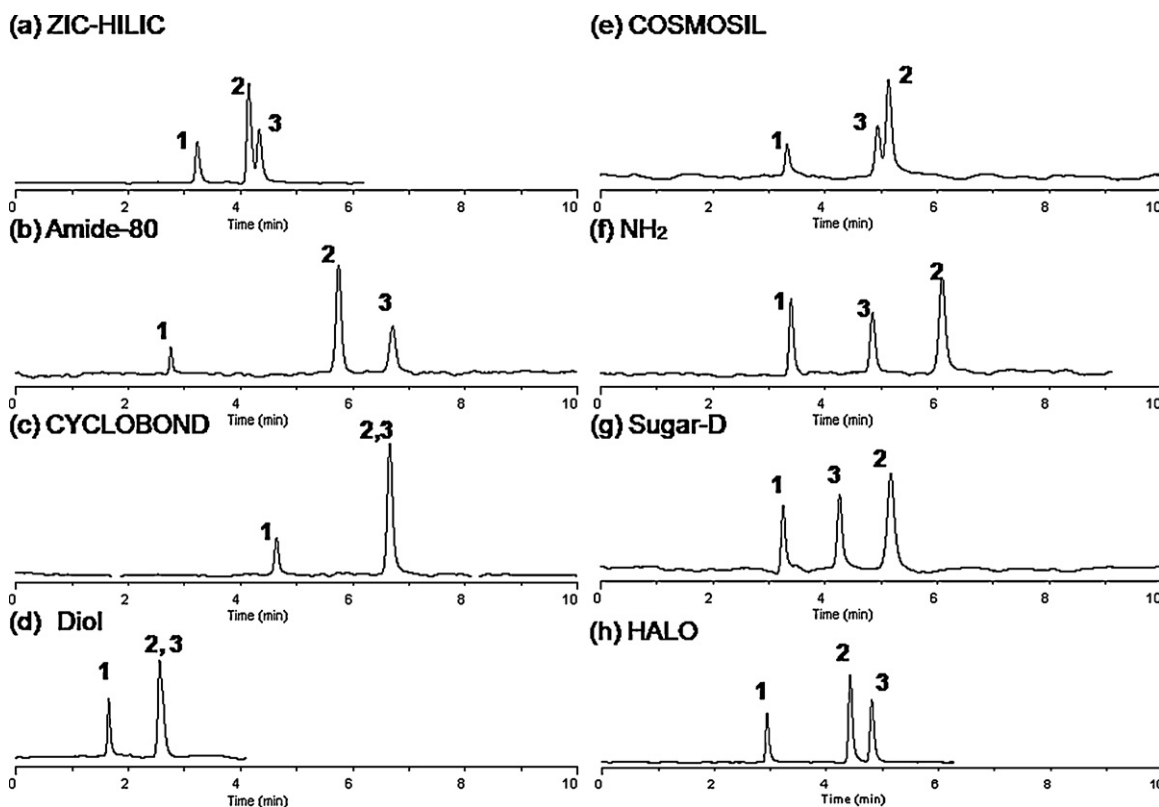 (a) ZIC-HILIC
1
2
3
0 2 4 6 8 10
Time (min)
(b) Amide-80
1
2
3
0 2 4 6 8 10
Time (min)
(c) CYCLOBOND
1
2,3
0 2 4 6 8 10
Time (min)
(d) Diol
1
2, 3
0 2 4 6 8 10
Time (min)
(e) COSMOSIL
1
3
2
0 2 4 6 8 10
Time (min)
(f) NH₂
1
3
2
0 2 4 6 8 10
Time (min)
(g) Sugar-D
1
3
2
0 2 4 6 8 10
Time (min)
(h) HALO
1
2
3
0 2 4 6 8 10
Time (min)